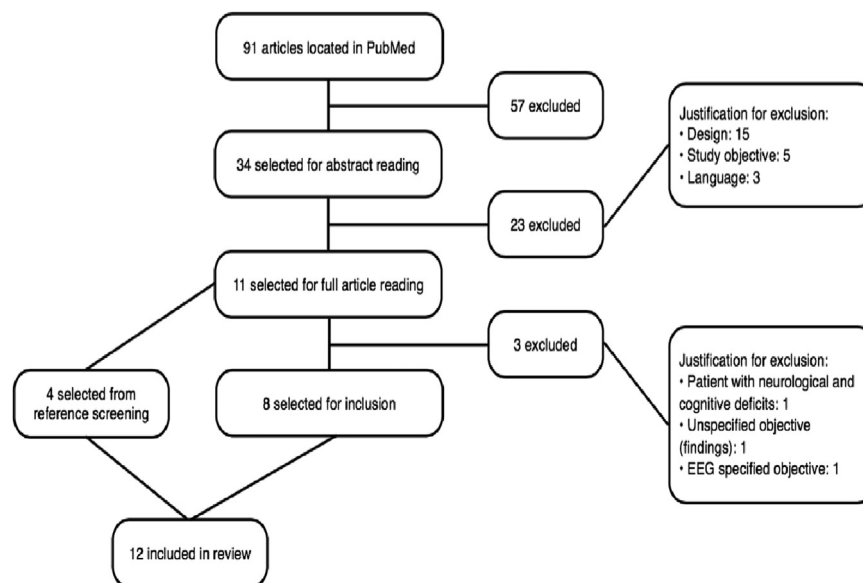 91 articles located in PubMed
57 excluded
Justification for exclusion:
• Design: 15
• Study objective: 5
• Language: 3
34 selected for abstract reading
23 excluded
11 selected for full article reading
3 excluded
Justification for exclusion:
• Patient with neurological and
cognitive deficits: 1
• Unspecified objective
(findings): 1
• EEG specified objective: 1
4 selected from
reference screening
8 selected for inclusion
12 included in review